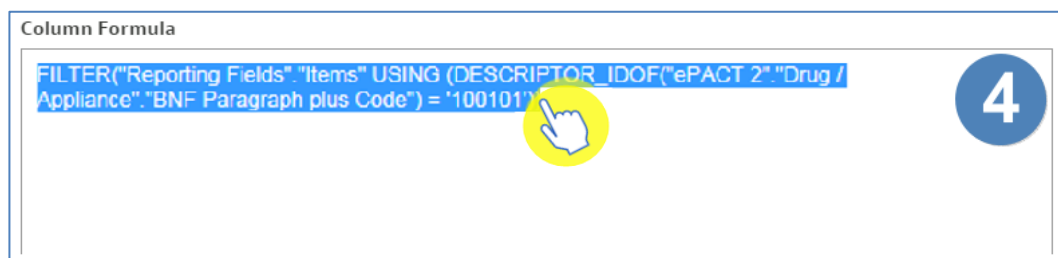 Column Formula
FILTER("Reporting Fields"."Items" USING (DESCRIPTOR_IDOF("ePACT 2"."Drug /
Appliance"."BNF Paragraph plus Code") = '100101'))
4